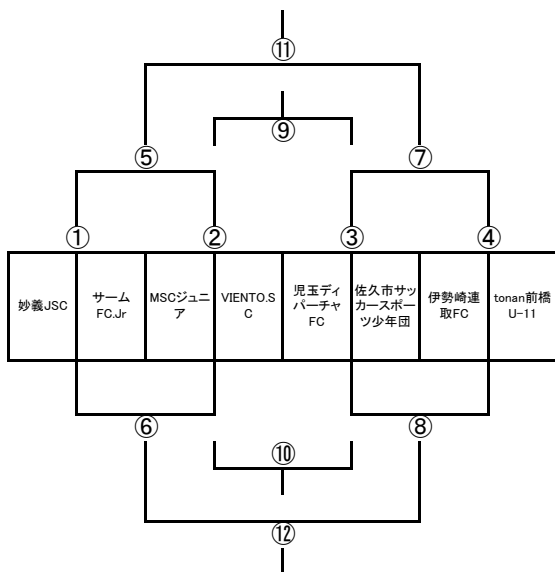 ⑪
⑨
⑤
⑦
①
②
③
④
妙義JSC
サーム
FC.Jr
MSCジュニ
ア
VIENTO.S
C
児玉ディ
パーチャ
FC
佐久市サッ
カースポー
ツ少年団
伊勢崎連
取FC
tonan前橋
U-11
⑥
⑧
⑩
⑫